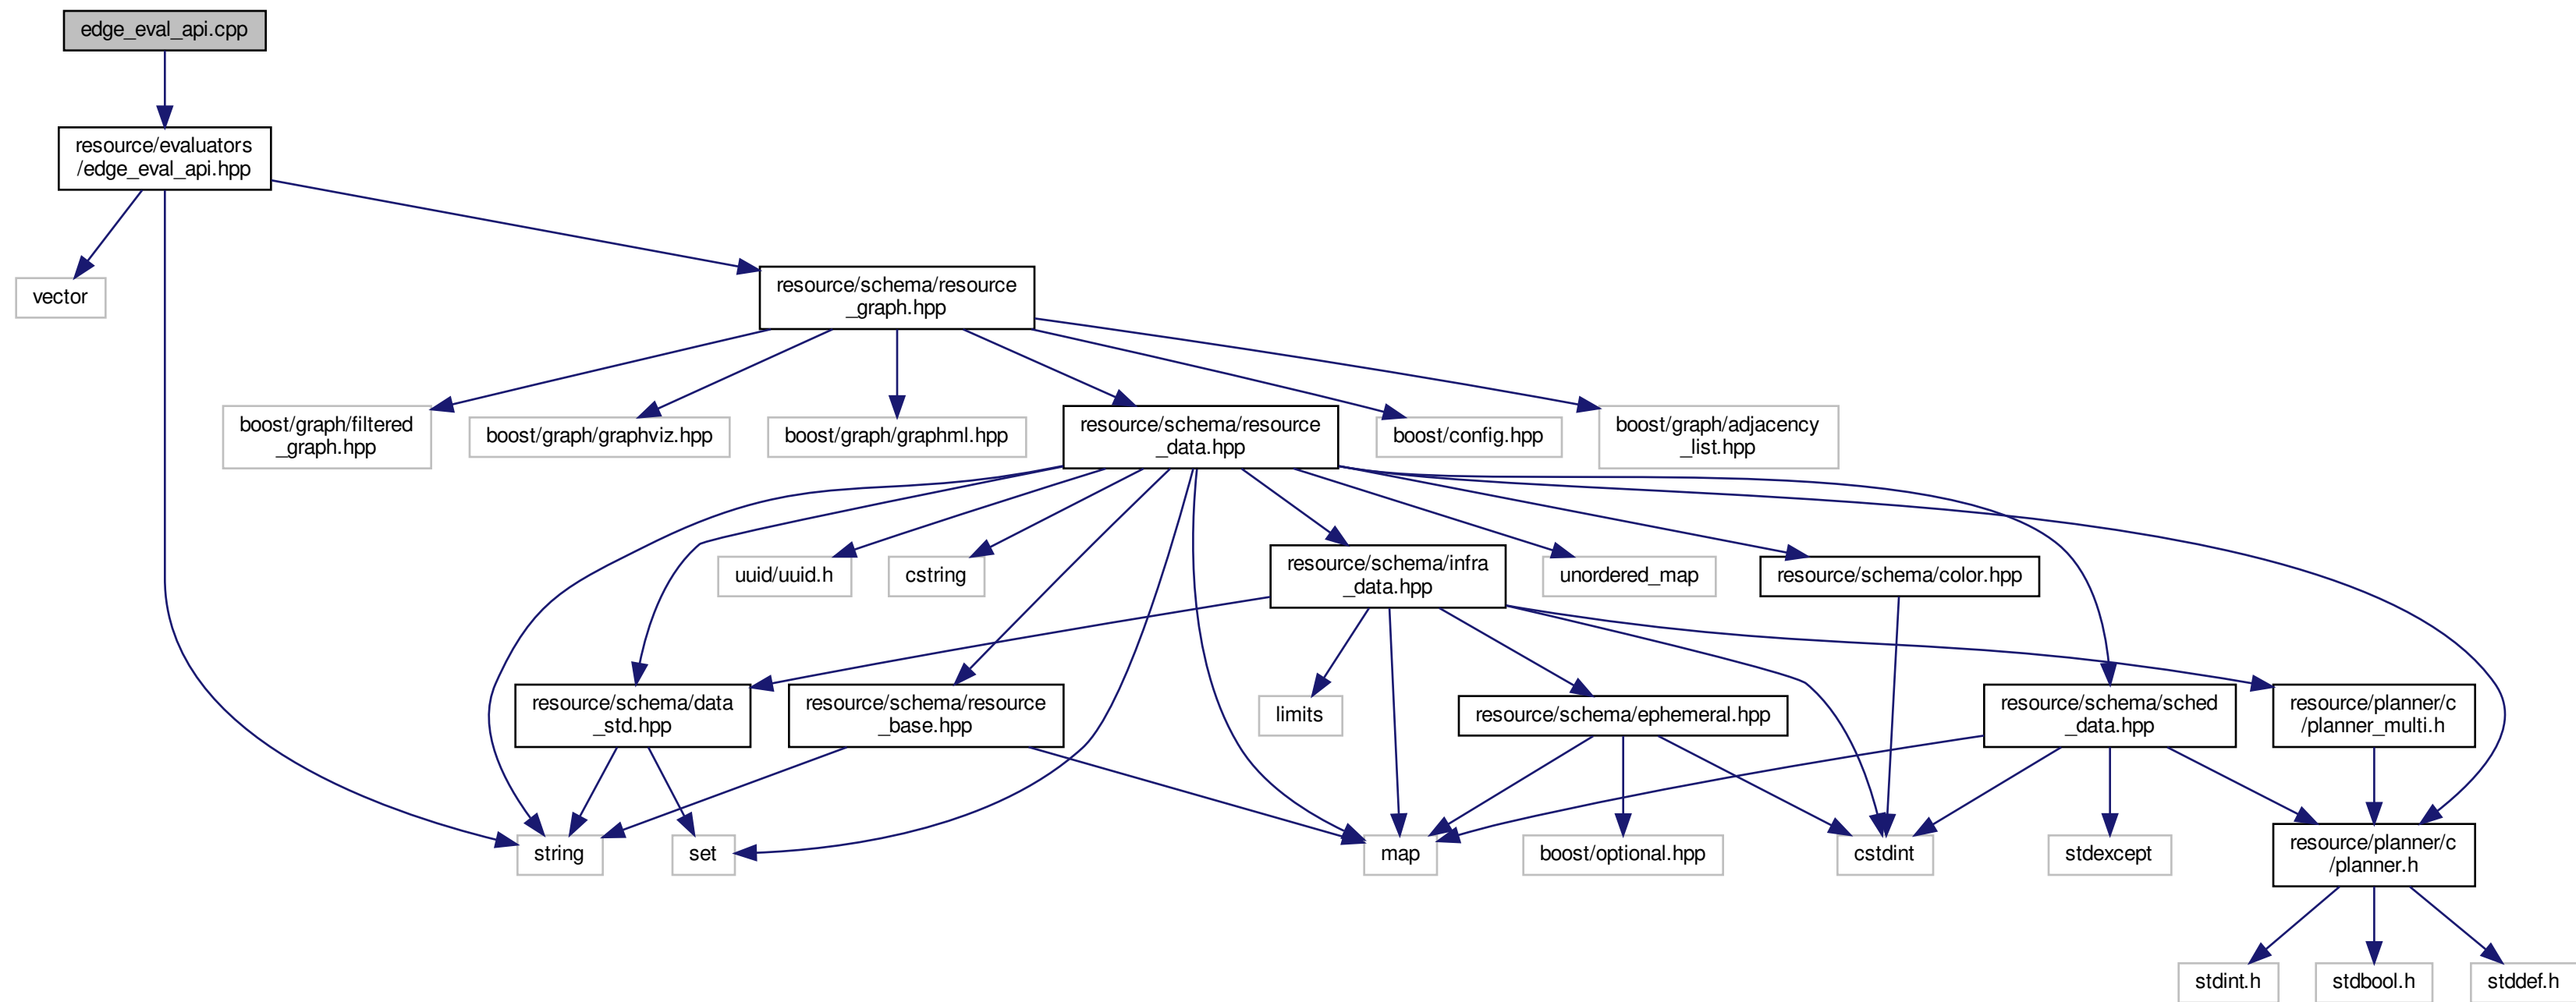 edge_eval_api.cpp
resource/evaluators
/edge_eval_api.hpp
vector
resource/schema/resource
_graph.hpp
boost/graph/filtered
_graph.hpp
boost/graph/graphviz.hpp
boost/graph/graphml.hpp
resource/schema/resource
_data.hpp
boost/config.hpp
boost/graph/adjacency
_list.hpp
uuid/uuid.h
cstring
resource/schema/infra
_data.hpp
unordered_map
resource/schema/color.hpp
resource/schema/data
_std.hpp
resource/schema/resource
_base.hpp
limits
resource/schema/ephemeral.hpp
resource/schema/sched
_data.hpp
resource/planner/c
/planner_multi.h
string
set
map
boost/optional.hpp
cstdint
stdexcept
resource/planner/c
/planner.h
stdint.h
stdbool.h
stddef.h